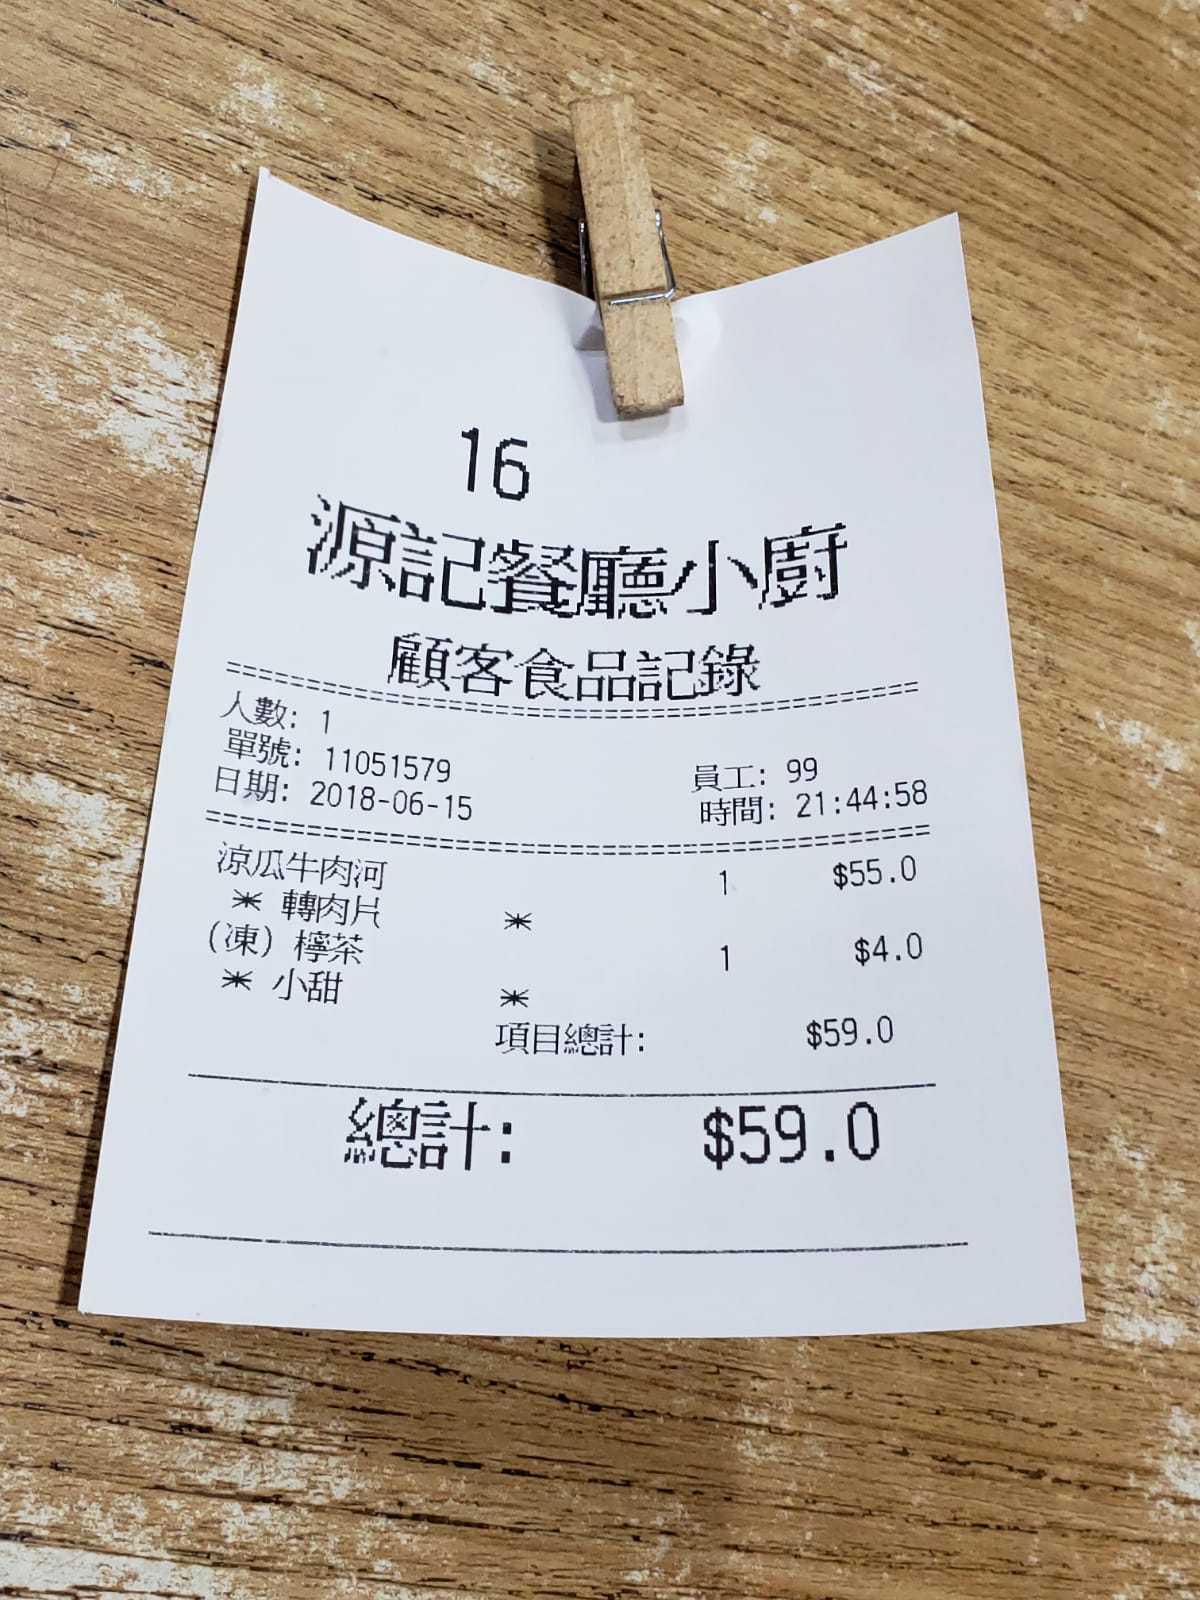 16
源記餐廳小廚
顧客食品記錄
==========================================
人數: 1
單號: 11051579 員工: 99
日期: 2018-06-15 時間: 21:44:58
==========================================
涼瓜牛肉河 1 $55.0
* 轉肉片 *
(凍) 檸茶 1 $4.0
* 小甜 *
項目總計: $59.0
總計: $59.0